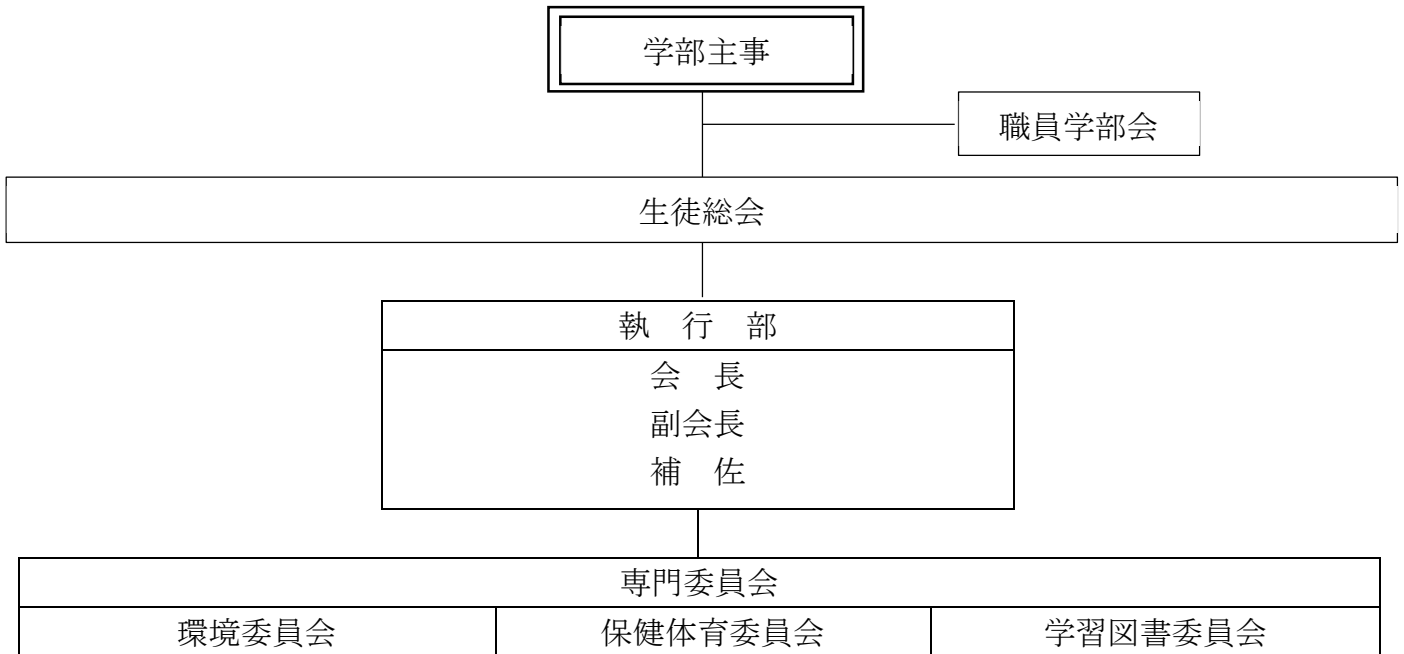 学部主事
職員学部会
生徒総会
執　行　部
会　長
副会長
補　佐
専門委員会
環境委員会
保健体育委員会
学習図書委員会